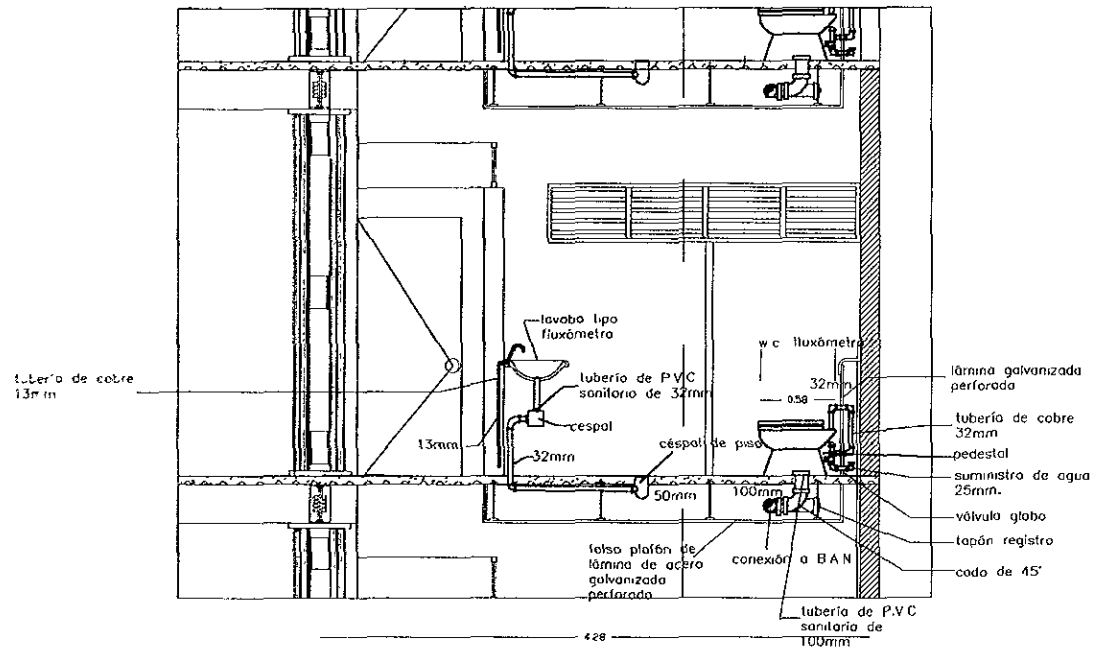 lavabo tipo
fluxómetro
w c fluxómetro
tubería de cobre
13mm
tubería de P.V.C
sanitario de 32mm
céspol
32mm
0.58
lámina galvanizada
perforada
tubería de cobre
32mm
pedestal
suministro de agua
25mm.
válvula globo
tapón registro
codo de 45°
13mm
32mm
céspol de piso
50mm
100mm
falso plafón de
lámina de acero
galvanizada
perforada
conexión a B A N
tubería de P.V.C
sanitario de
100mm
428